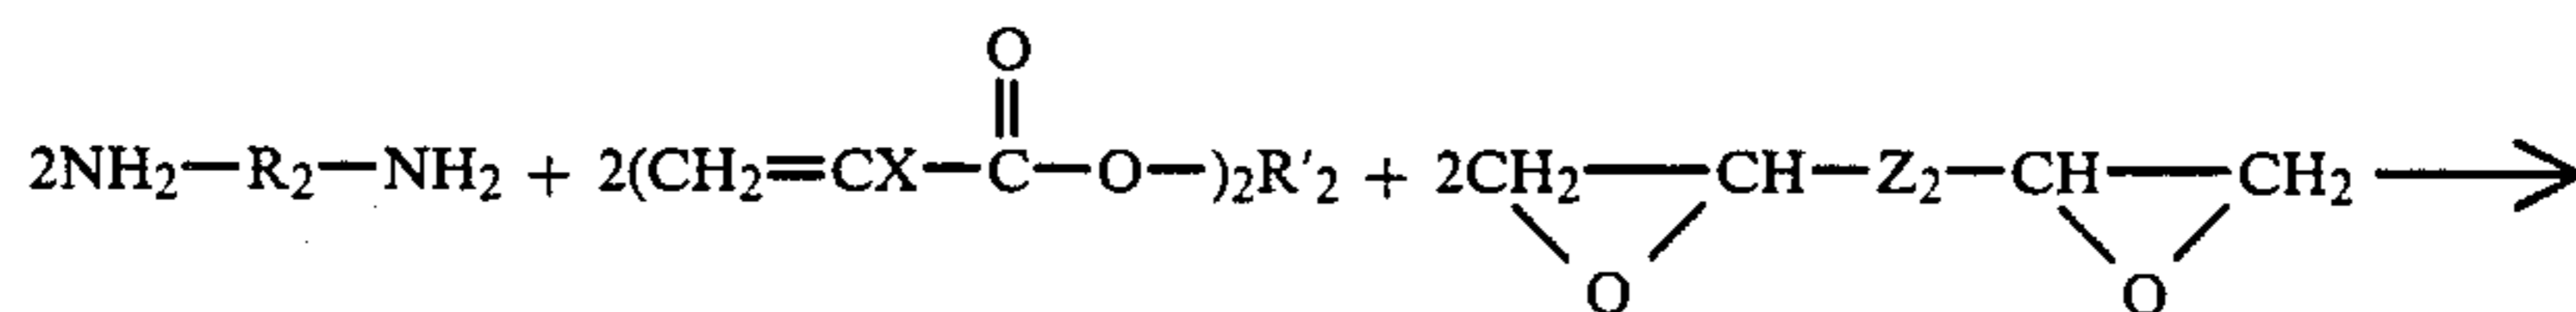 O
2NH₂—R₂—NH₂ + 2(CH₂=CX—C—O—)₂R'₂ + 2CH₂—CH—Z₂—CH—CH₂ →
O O